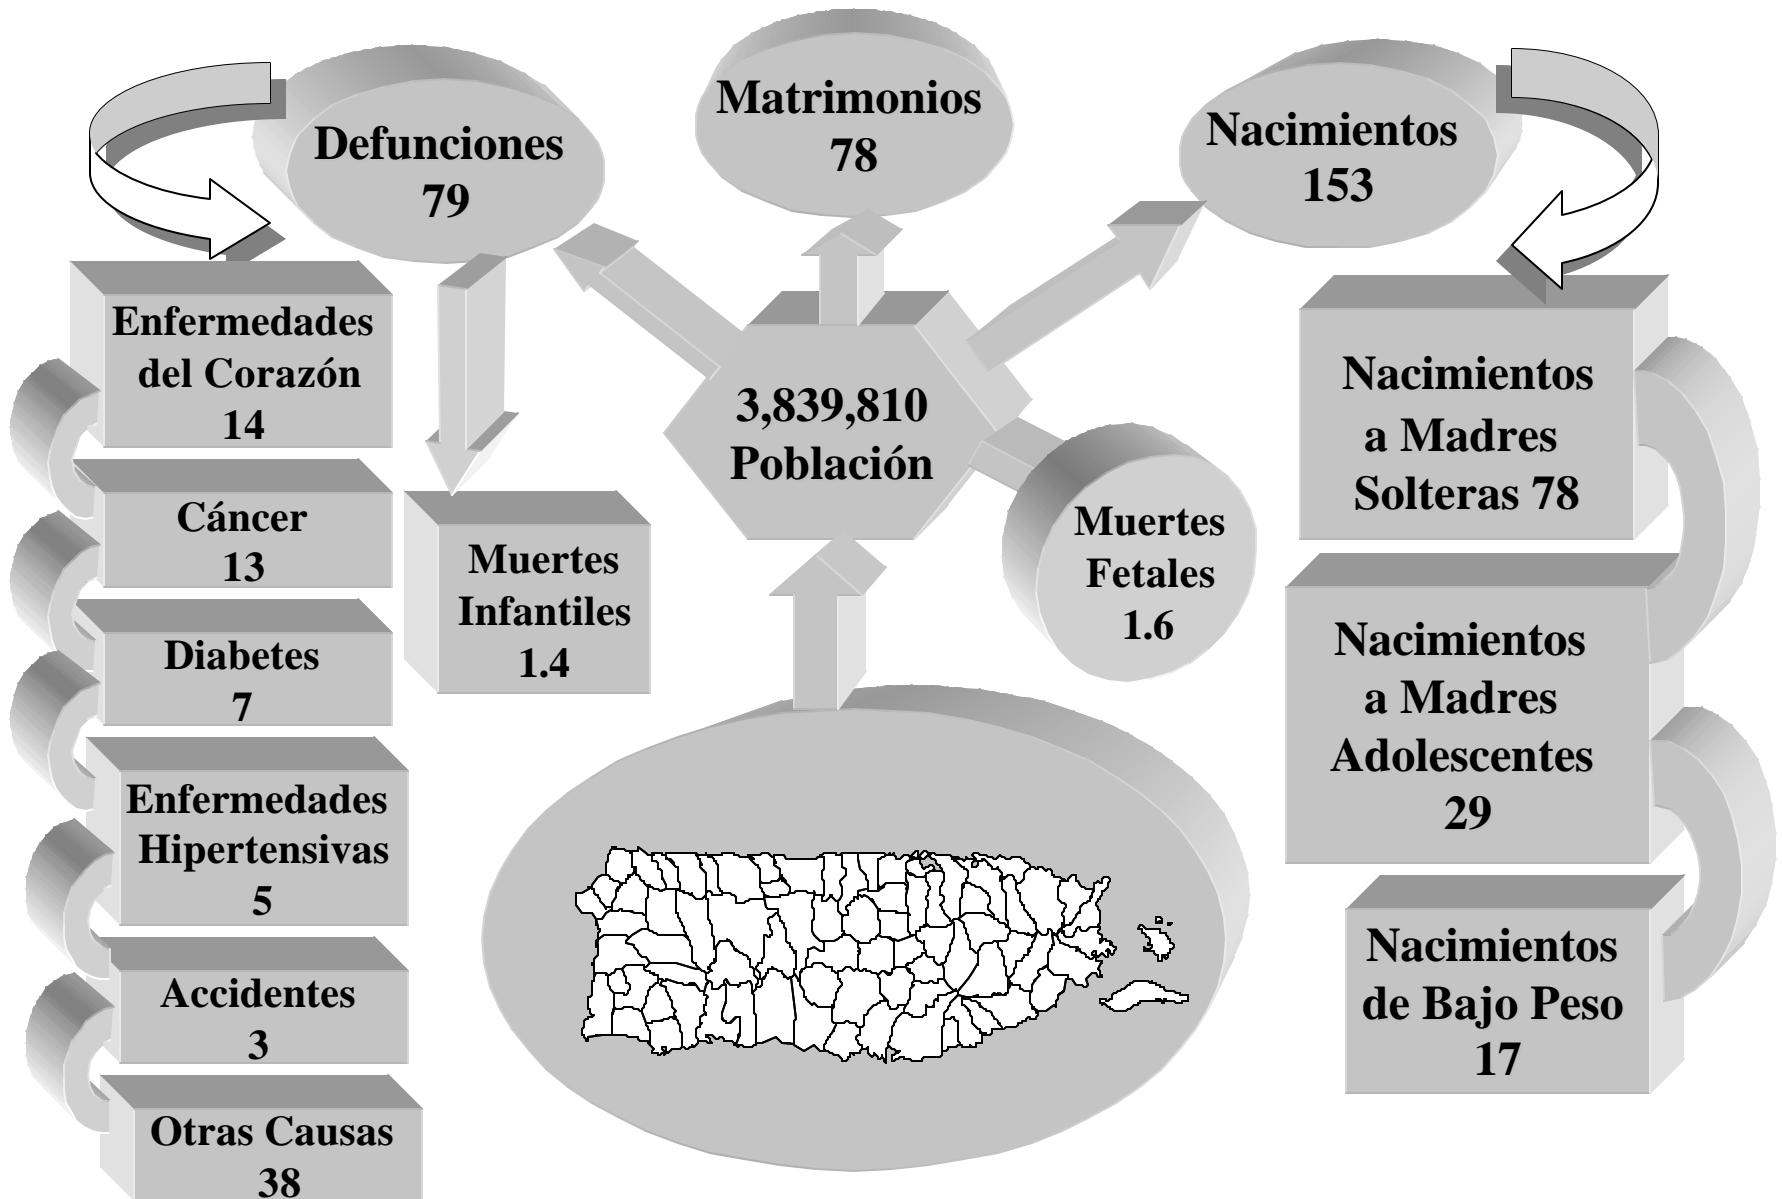 Defunciones
79
Matrimonios
78
Nacimientos
153
Enfermedades
del Corazón
14
Cáncer
13
Diabetes
7
Enfermedades
Hipertensivas
5
Accidentes
3
Otras Causas
38
Muertes
Infantiles
1.4
3,839,810
Población
Muertes
Fetales
1.6
Nacimientos
a Madres
Solteras 78
Nacimientos
a Madres
Adolescentes
29
Nacimientos
de Bajo Peso
17